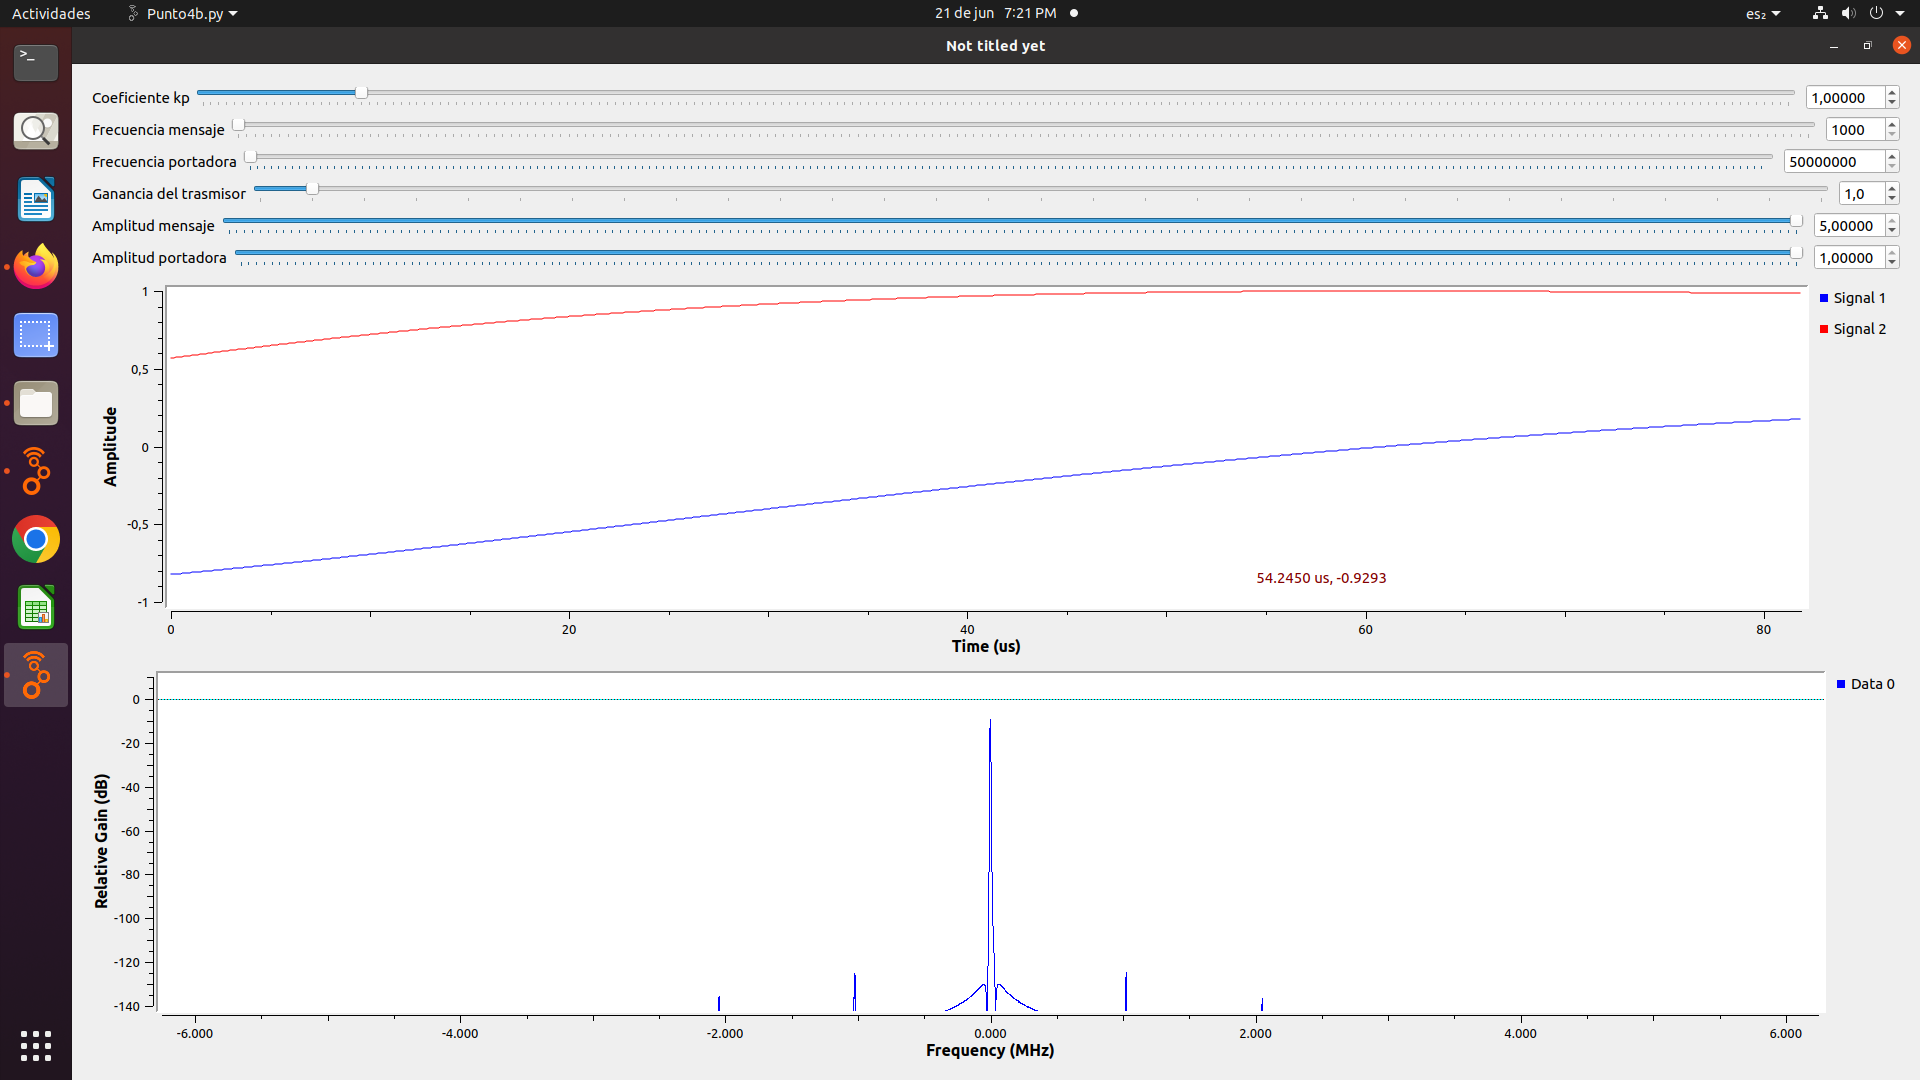 Actividades Punto4b.py 21 de jun 7:21 PM es₂
Not titled yet
Coeficiente kp 1,00000
Frecuencia mensaje 1000
Frecuencia portadora 50000000
Ganancia del trasmisor 1,0
Amplitud mensaje 5,00000
Amplitud portadora 1,00000
Amplitude
1
0,5
0
-0,5
-1
Signal 1
Signal 2
54.2450 us, -0.9293
0 20 40 60 80
Time (us)
Relative Gain (dB)
0
-20
-40
-60
-80
-100
-120
-140
Data 0
-6.000 -4.000 -2.000 0.000 2.000 4.000 6.000
Frequency (MHz)